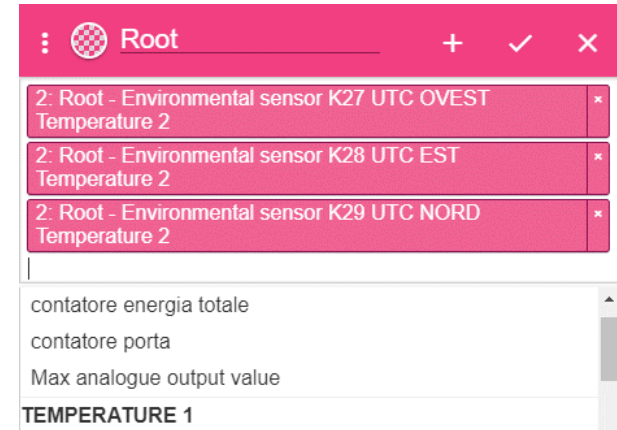 Root
2: Root - Environmental sensor K27 UTC OVEST
Temperature 2
2: Root - Environmental sensor K28 UTC EST
Temperature 2
2: Root - Environmental sensor K29 UTC NORD
Temperature 2
contatore energia totale
contatore porta
Max analogue output value
TEMPERATURE 1